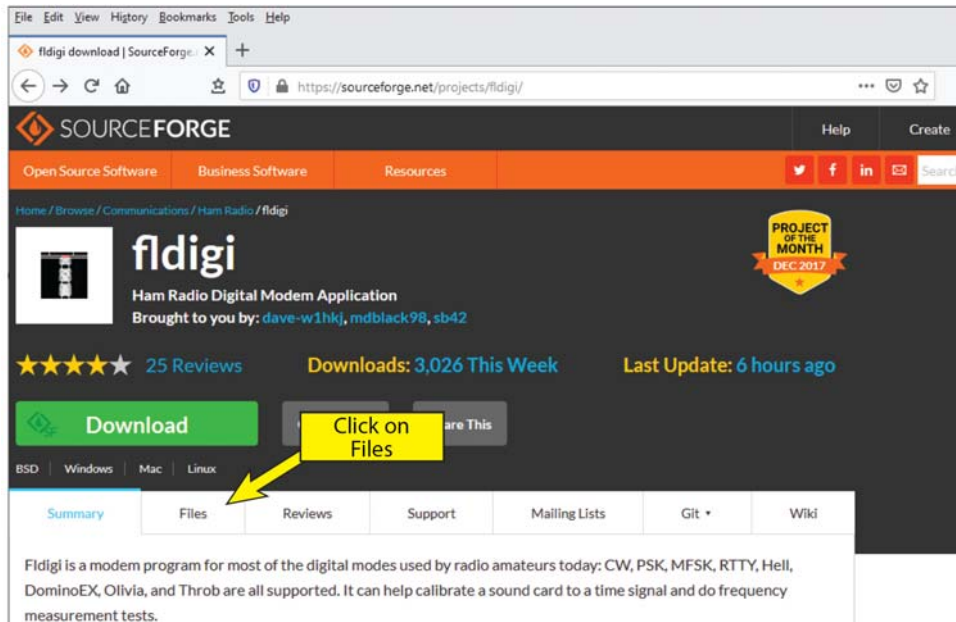 File Edit View History Bookmarks Tools Help
fldigi download | SourceForge.
https://sourceforge.net/projects/fldigi/
SOURCEFORGE
Help Create
Open Source Software Business Software Resources
Search
Home / Browse / Communications / Ham Radio / fldigi
fldigi
PROJECT
OF THE
MONTH
DEC 2017
Ham Radio Digital Modem Application
Brought to you by: dave-w1hkj, mdblack98, sb42
25 Reviews Downloads: 3,026 This Week Last Update: 6 hours ago
Download
Click on
Files
This
BSD Windows Mac Linux
Summary Files Reviews Support Mailing Lists Git Wiki
Fldigi is a modem program for most of the digital modes used by radio amateurs today: CW, PSK, MFSK, RTTY, Hell,
DominoEX, Olivia, and Throb are all supported. It can help calibrate a sound card to a time signal and do frequency
measurement tests.